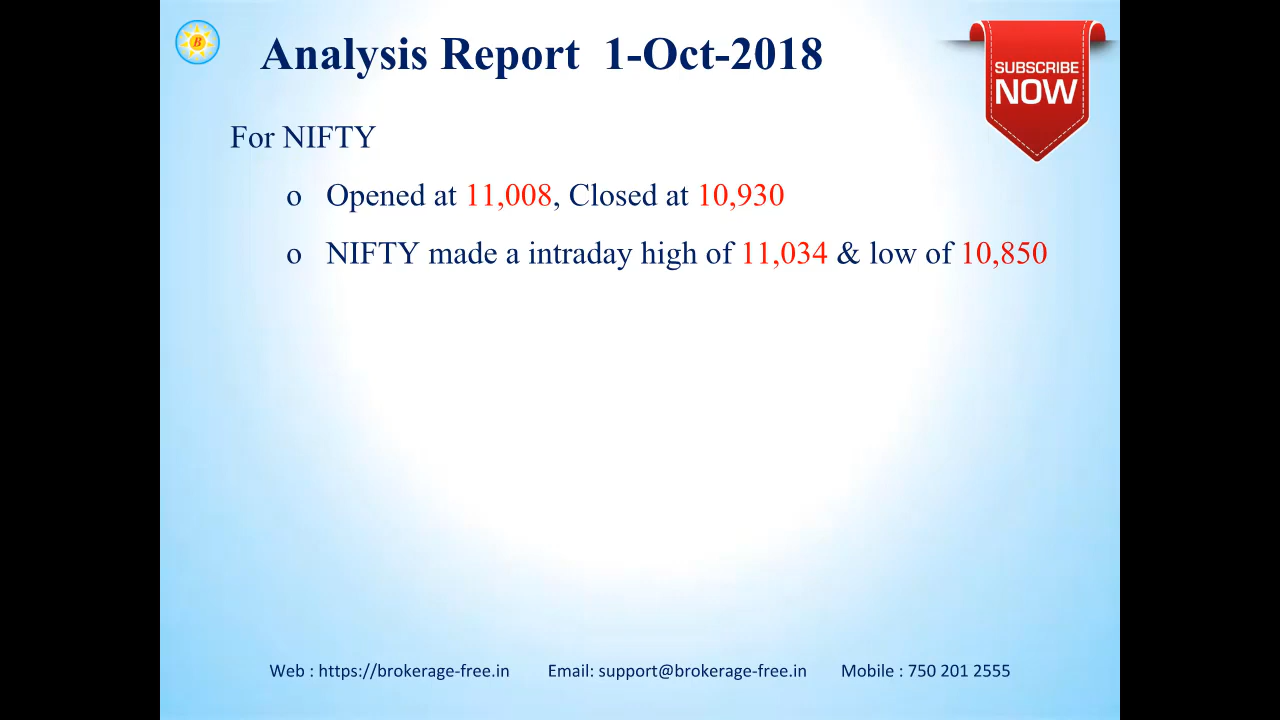 B
Analysis Report 1-Oct-2018
SUBSCRIBE
NOW
For NIFTY
o Opened at 11,008, Closed at 10,930
o NIFTY made a intraday high of 11,034 & low of 10,850
Web : https://brokerage-free.in Email: support@brokerage-free.in Mobile : 750 201 2555